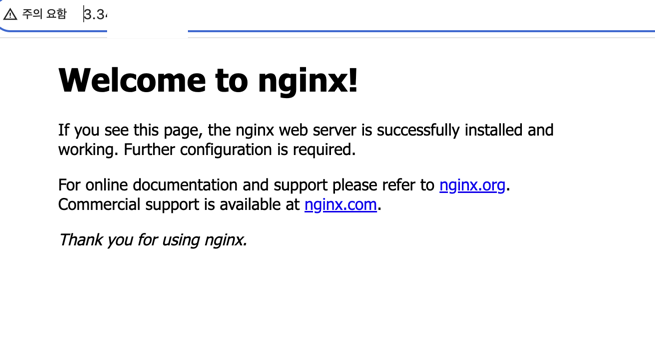 주의 요함
3.3
Welcome to nginx!
If you see this page, the nginx web server is successfully installed and
working. Further configuration is required.
For online documentation and support please refer to nginx.org.
Commercial support is available at nginx.com.
Thank you for using nginx.